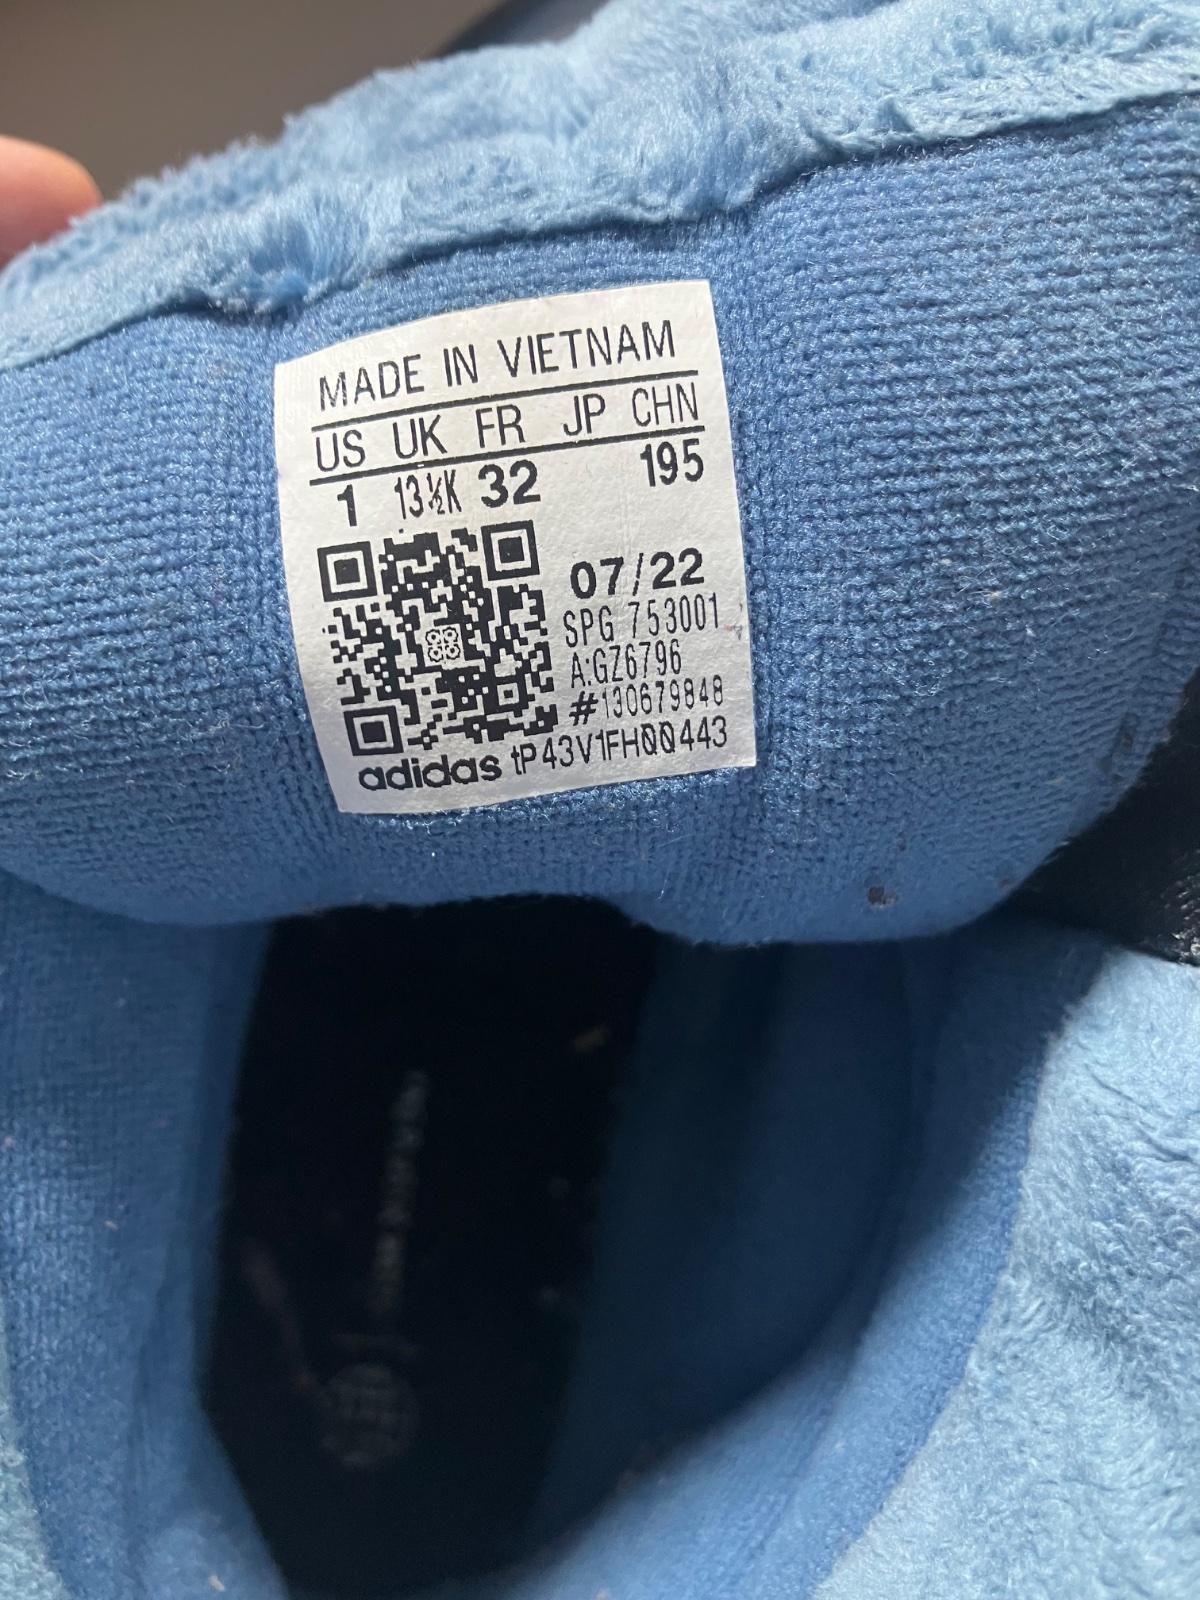 MADE IN VIETNAM
US UK FR JP CHN
1 13½K 32 195
07/22
SPG 753001
A:GZ6796
#130679848
adidas tP43V1FH00443